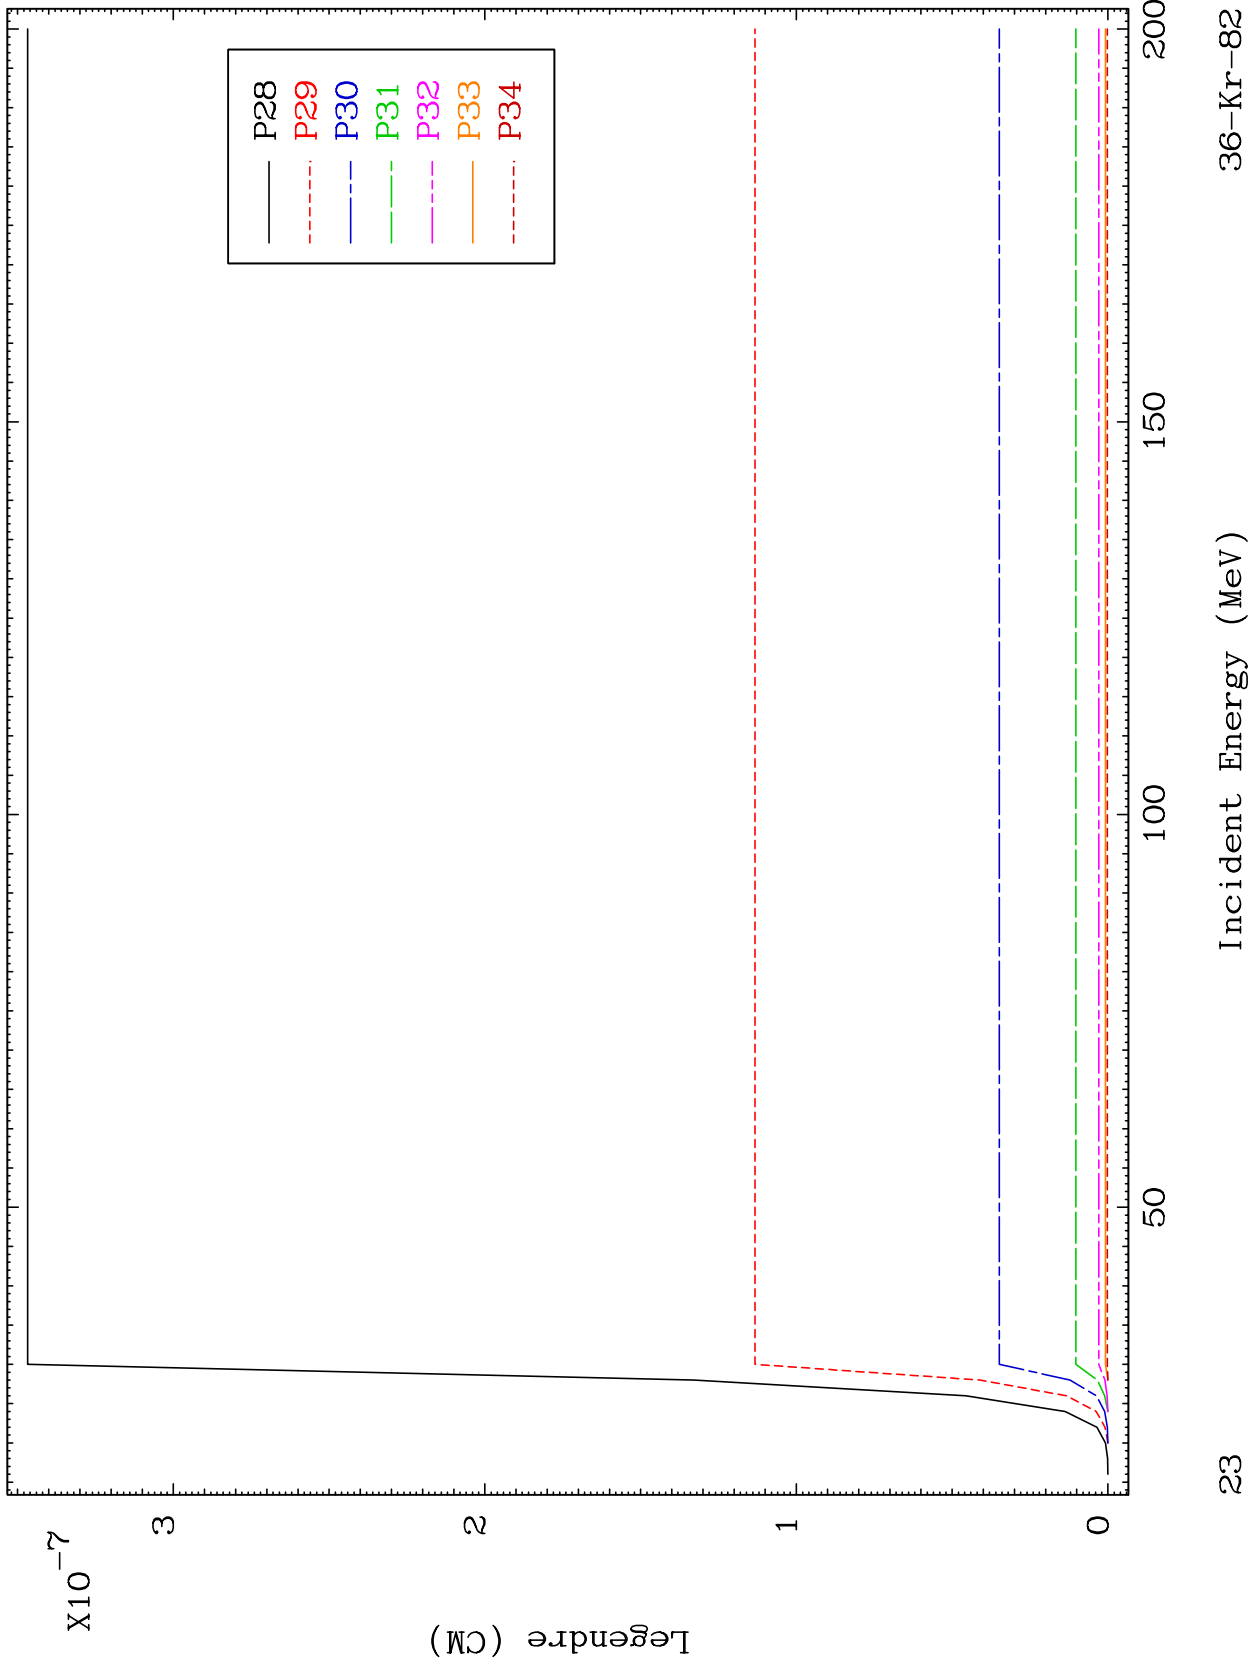 X10-7
3
2
1
0
Legendre (CM)
P28
P29
P30
P31
P32
P33
P34
50
100
150
200
Incident Energy (MeV)
23
36-Kr-82